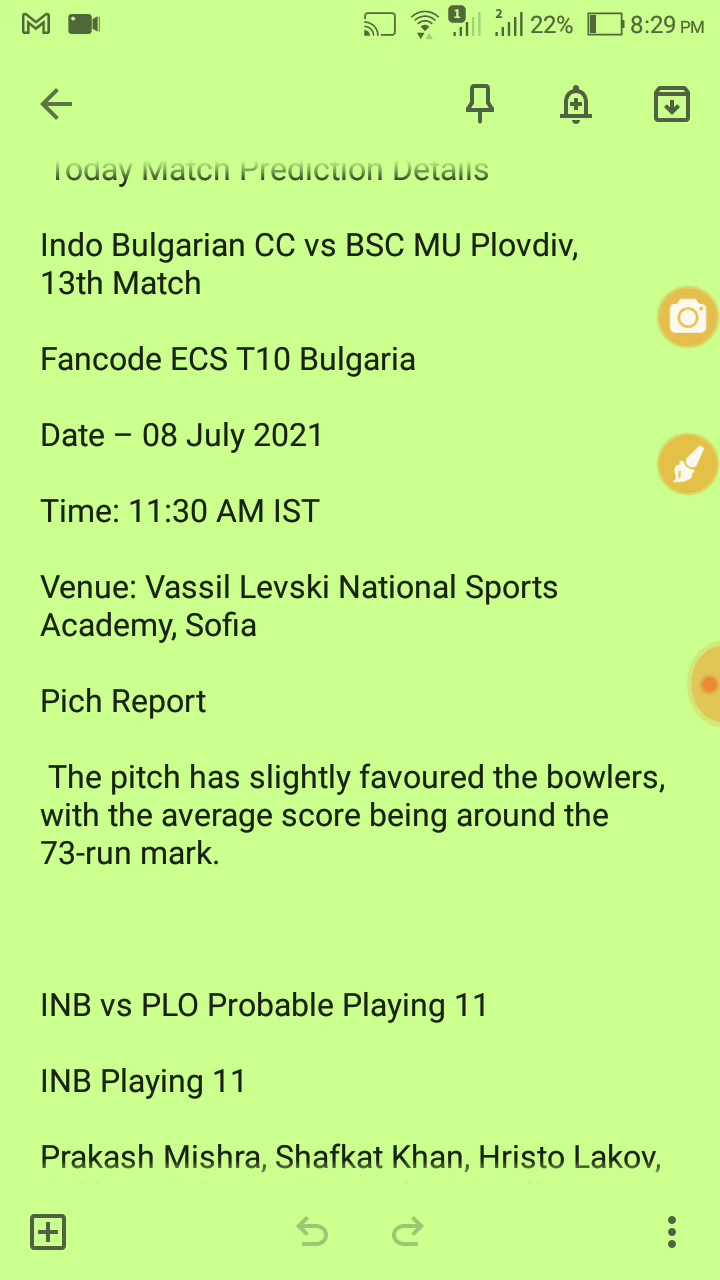 1
2
22%
8:29 PM
Today Match Prediction Details
Indo Bulgarian CC vs BSC MU Plovdiv,
13th Match
Fancode ECS T10 Bulgaria
Date – 08 July 2021
Time: 11:30 AM IST
Venue: Vassil Levski National Sports
Academy, Sofia
Pich Report
The pitch has slightly favoured the bowlers,
with the average score being around the
73-run mark.
INB vs PLO Probable Playing 11
INB Playing 11
Prakash Mishra, Shafkat Khan, Hristo Lakov,